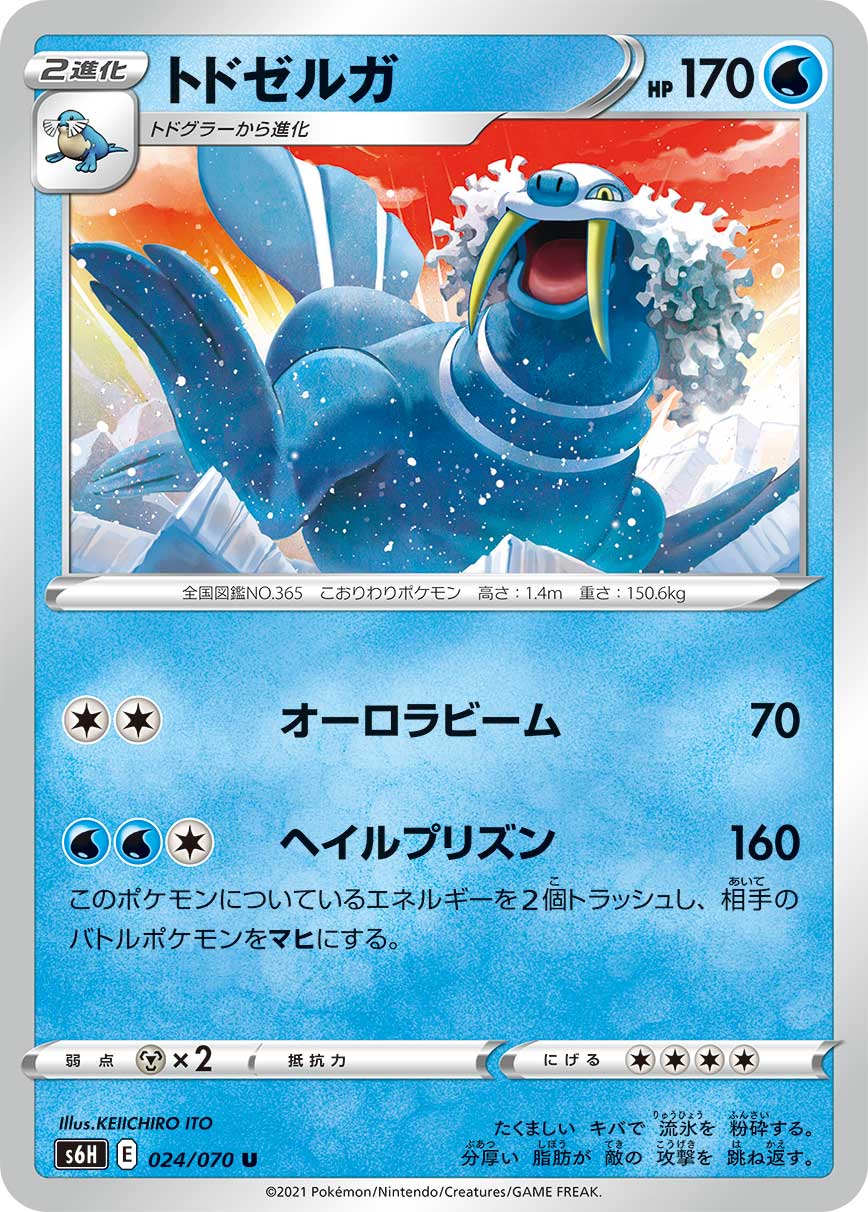 2進化
トドゼルガ
HP 170
トドグラーから進化
全国図鑑NO.365 こおりわりポケモン 高さ:1.4m 重さ:150.6kg
オーロラビーム 70
ヘイルプリズン 160
このポケモンについているエネルギーを2個トラッシュし、相手の
バトルポケモンをマヒにする。
弱点 ×2 抵抗力 にげる
Illus.KEIICHIRO ITO
たくましい キバで 流氷を 粉砕する。
分厚い 脂肪が 敵の 攻撃を 跳ね返す。
s6H E 024/070 U
©2021 Pokémon/Nintendo/Creatures/GAME FREAK.